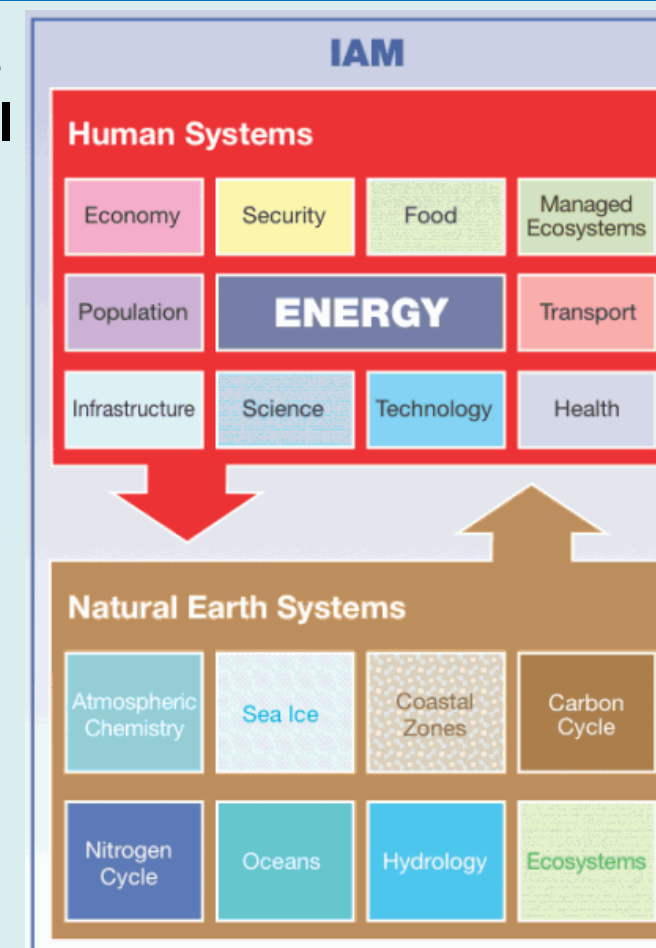 IAM
Human Systems
Economy
Security
Food
Managed
Ecosystems
Population
ENERGY
Transport
Infrastructure
Science
Technology
Health
Natural Earth Systems
Atmospheric
Chemistry
Sea Ice
Coastal
Zones
Carbon
Cycle
Nitrogen
Cycle
Oceans
Hydrology
Ecosystems